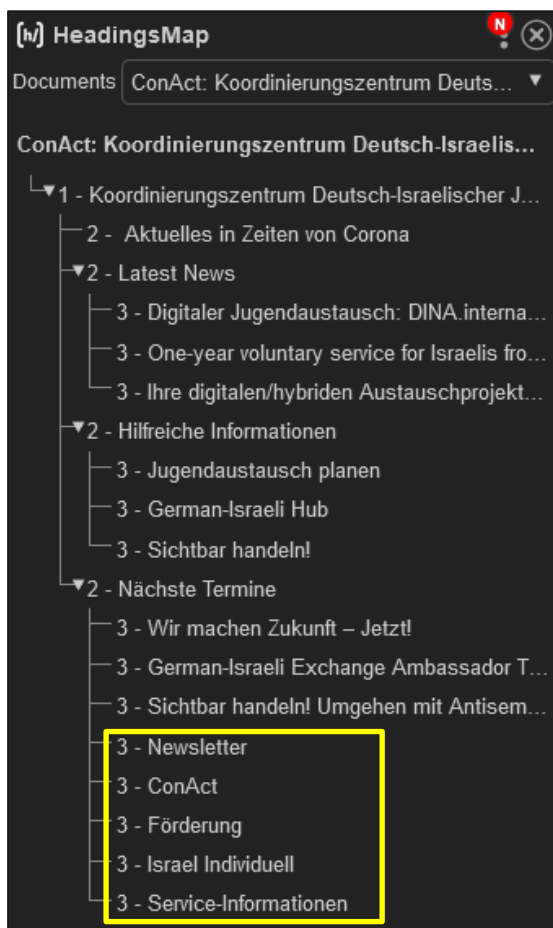 [h/] HeadingsMap
N
Documents ConAct: Koordinierungszentrum Deuts...
ConAct: Koordinierungszentrum Deutsch-Israelis...
1 - Koordinierungszentrum Deutsch-Israelischer J...
2 - Aktuelles in Zeiten von Corona
2 - Latest News
3 - Digitaler Jugendaustausch: DINA.interna...
3 - One-year voluntary service for Israelis fro...
3 - Ihre digitalen/hybriden Austauschprojekt...
2 - Hilfreiche Informationen
3 - Jugendaustausch planen
3 - German-Israeli Hub
3 - Sichtbar handeln!
2 - Nächste Termine
3 - Wir machen Zukunft – Jetzt!
3 - German-Israeli Exchange Ambassador T...
3 - Sichtbar handeln! Umgehen mit Antisem...
3 - Newsletter
3 - ConAct
3 - Förderung
3 - Israel Individuell
3 - Service-Informationen